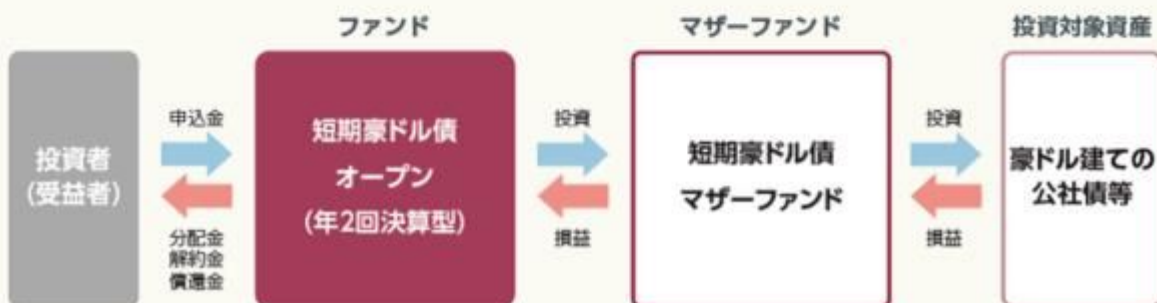 ファンド
マザーファンド
投資対象資産
投資者
(受益者)
申込金
分配金
解約金
償還金
短期豪ドル債
オープン
(年2回決算型)
投資
損益
短期豪ドル債
マザーファンド
投資
損益
豪ドル建ての
公社債等